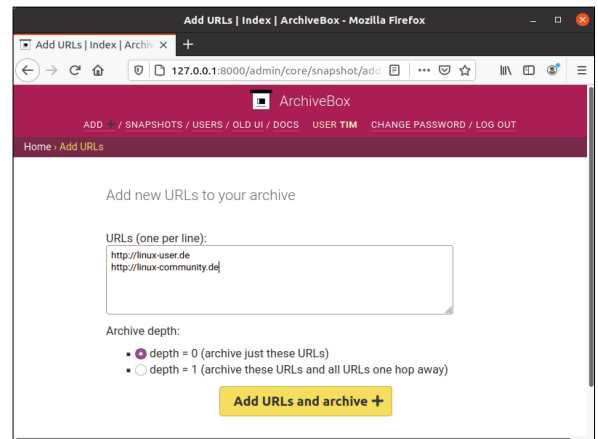 Add URLs | Index | ArchiveBox - Mozilla Firefox
Add URLs | Index | Archiv
127.0.0.1:8000/admin/core/snapshot/add
ArchiveBox
ADD + / SNAPSHOTS / USERS / OLD UI / DOCS USER TIM CHANGE PASSWORD / LOG OUT
Home › Add URLs
Add new URLs to your archive
URLs (one per line):
http://linux-user.de
http://linux-community.de
Archive depth:
depth = 0 (archive just these URLs)
depth = 1 (archive these URLs and all URLs one hop away)
Add URLs and archive +